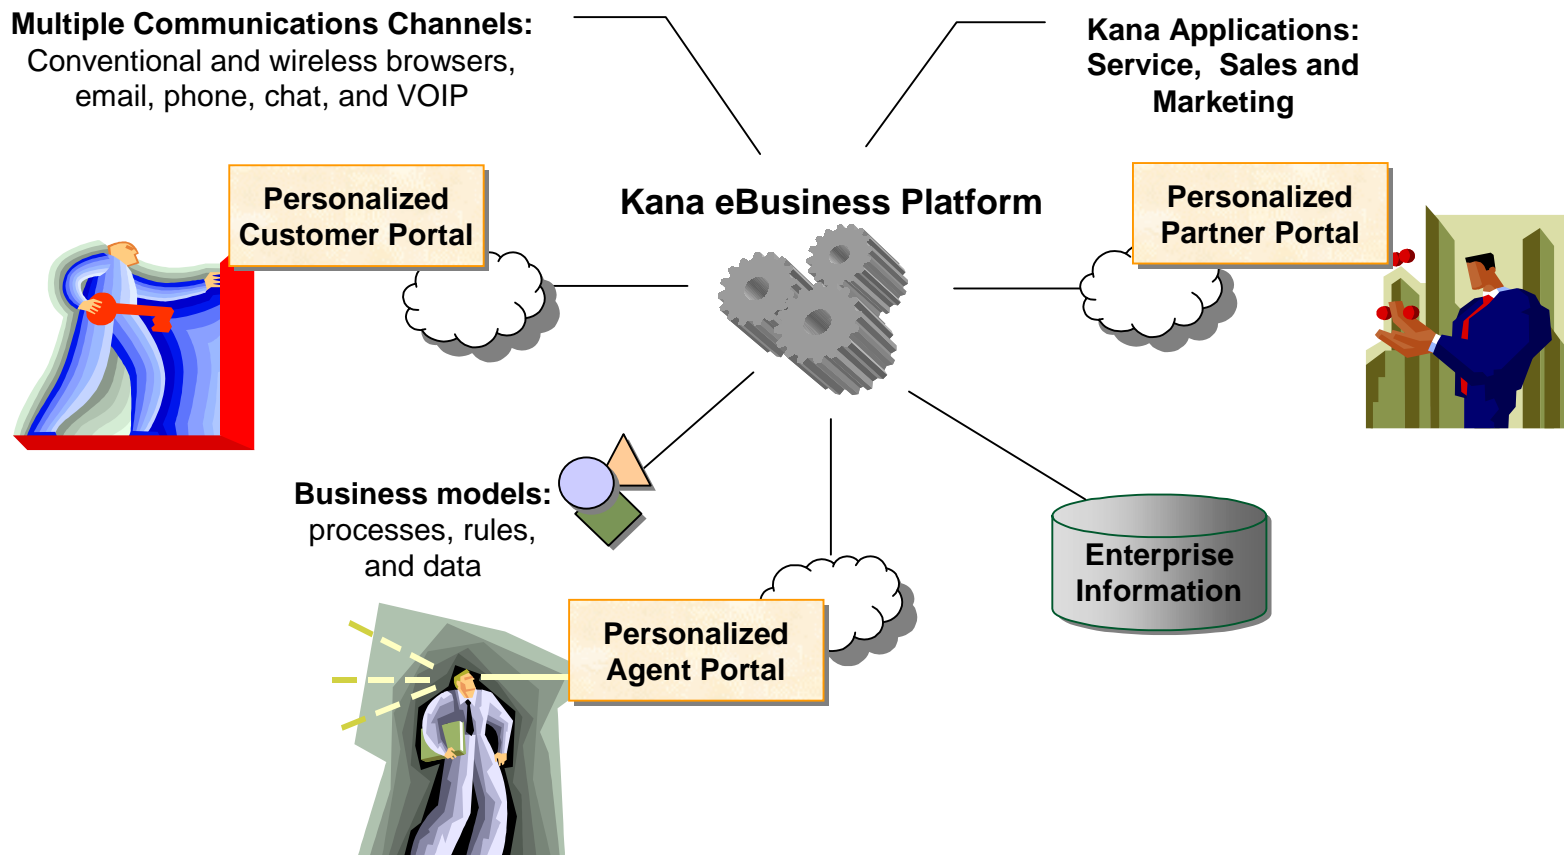 Multiple Communications Channels:
Conventional and wireless browsers,
email, phone, chat, and VOIP
Kana Applications:
Service, Sales and
Marketing
Personalized
Customer Portal
Kana eBusiness Platform
Personalized
Partner Portal
Business models:
processes, rules,
and data
Enterprise
Information
Personalized
Agent Portal